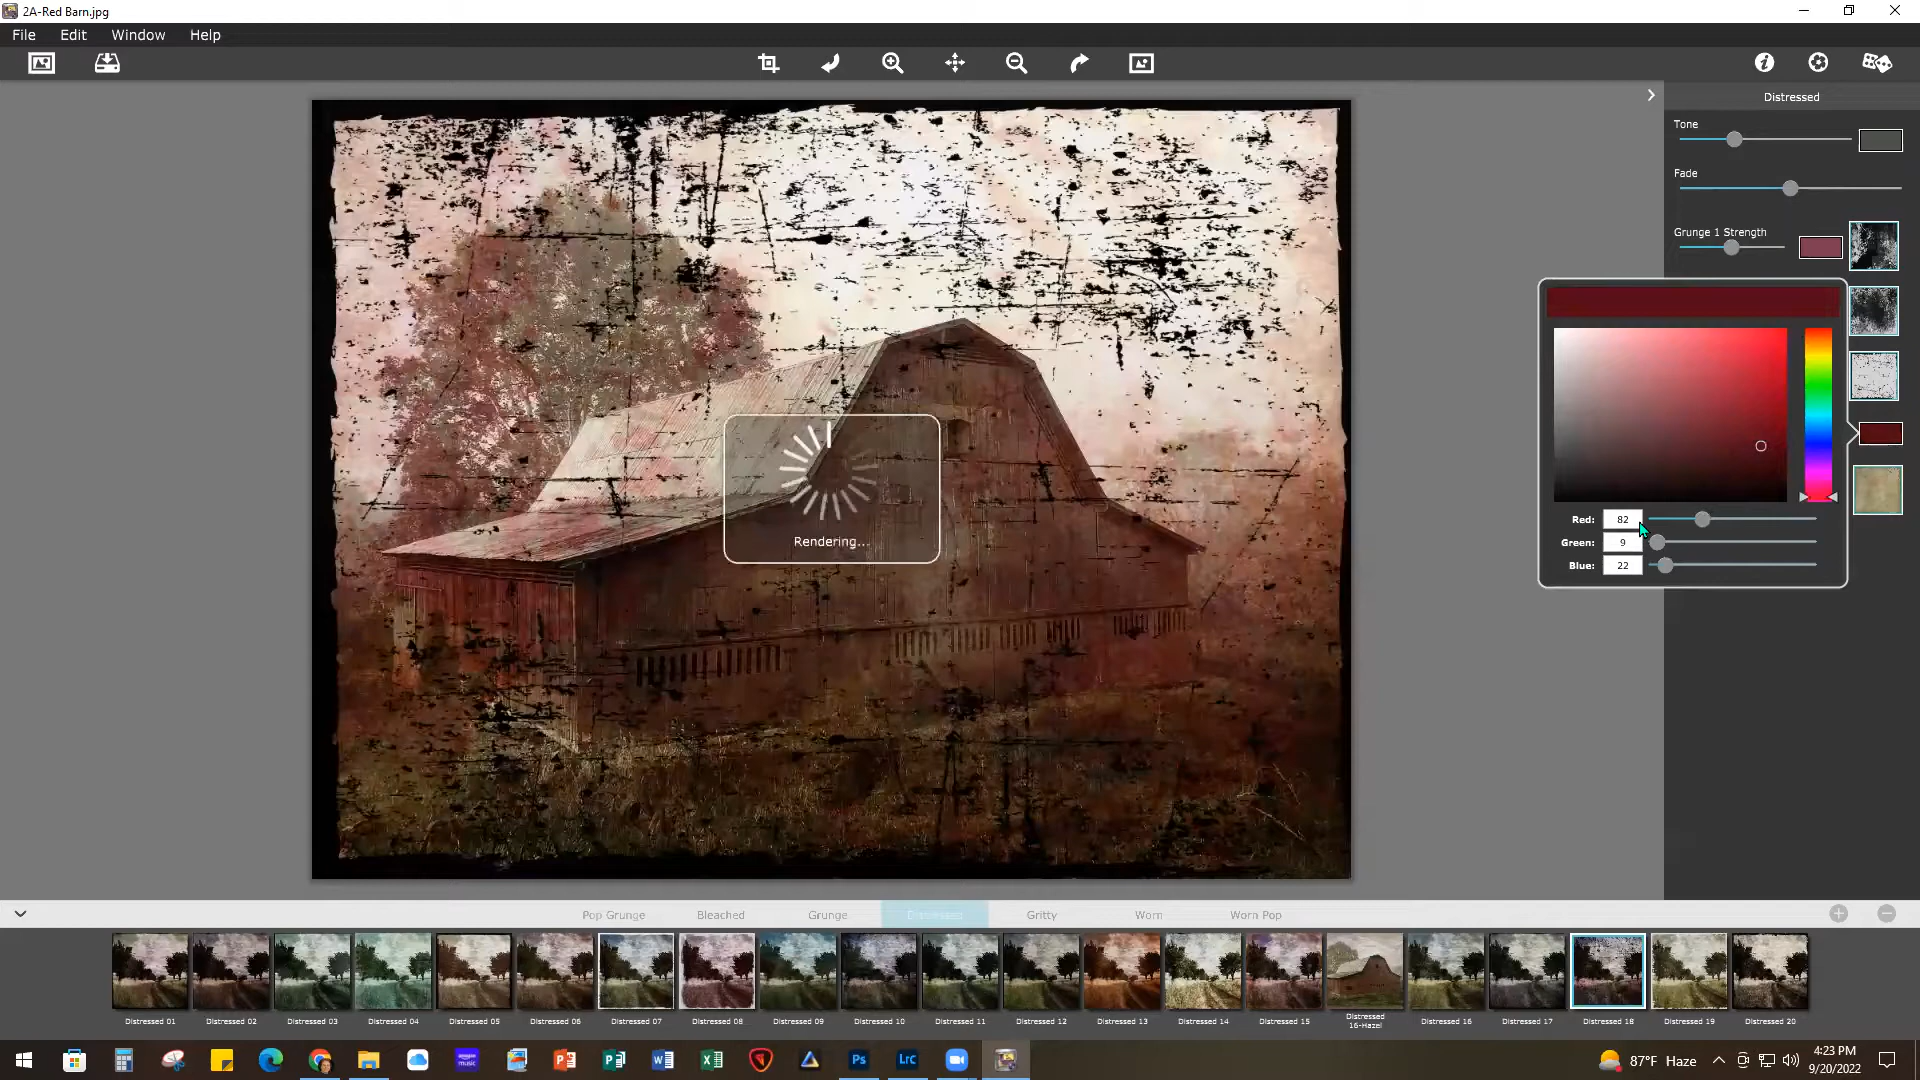 2A-Red Barn.jpg
File Edit Window Help
Distressed
Tone
Fade
Grunge 1 Strength
Rendering...
Red: 82
Green: 9
Blue: 22
Pop Grunge Bleached Grunge Distressed Gritty Worn Worn Pop
Distressed 01 Distressed 02 Distressed 03 Distressed 04 Distressed 05 Distressed 06 Distressed 07 Distressed 08 Distressed 09 Distressed 10 Distressed 11 Distressed 12 Distressed 13 Distressed 14 Distressed 15 Distressed 16-Hazel Distressed 16 Distressed 17 Distressed 18 Distressed 19 Distressed 20
music
Ps
LrC
87°F Haze
4:23 PM
9/20/2022